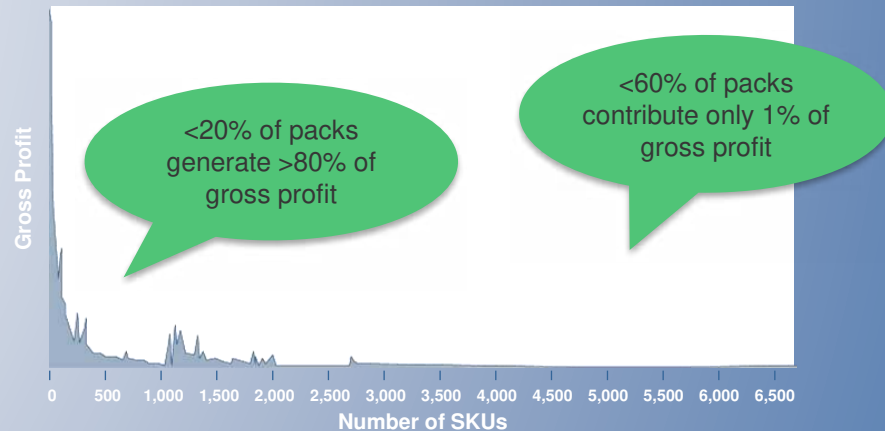 <20% of packs
generate >80% of
gross profit
<60% of packs
contribute only 1% of
gross profit
Gross Profit
0 500 1,000 1,500 2,000 2,500 3,000 3,500 4,000 4,500 5,000 5,500 6,000 6,500
Number of SKUs